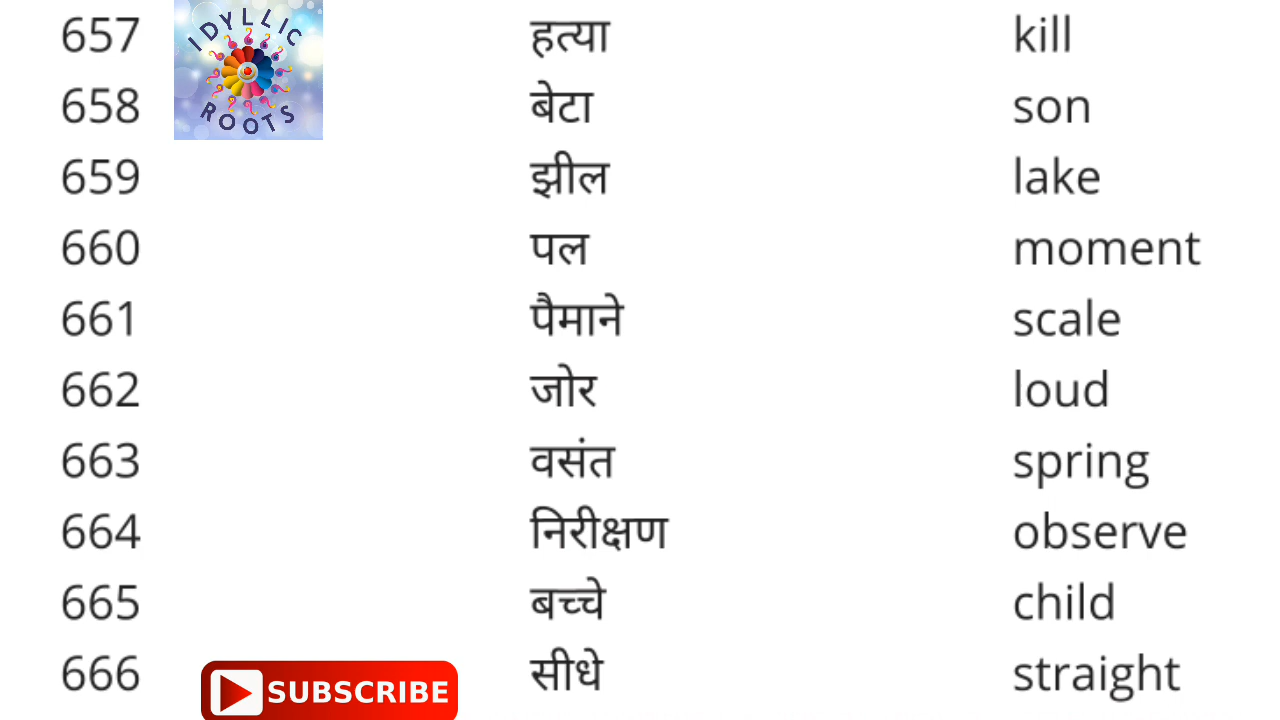 657 हत्या kill
IDYLLIC ROOTS
658 बेटा son
659 झील lake
660 पल moment
661 पैमाने scale
662 जोर loud
663 वसंत spring
664 निरीक्षण observe
665 बच्चे child
666 सीधे straight
SUBSCRIBE